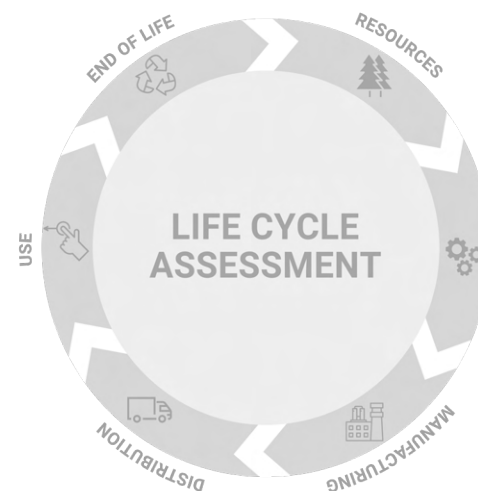 END OF LIFE
RESOURCES
LIFE CYCLE
ASSESSMENT
USE
MANUFACTURING
DISTRIBUTION